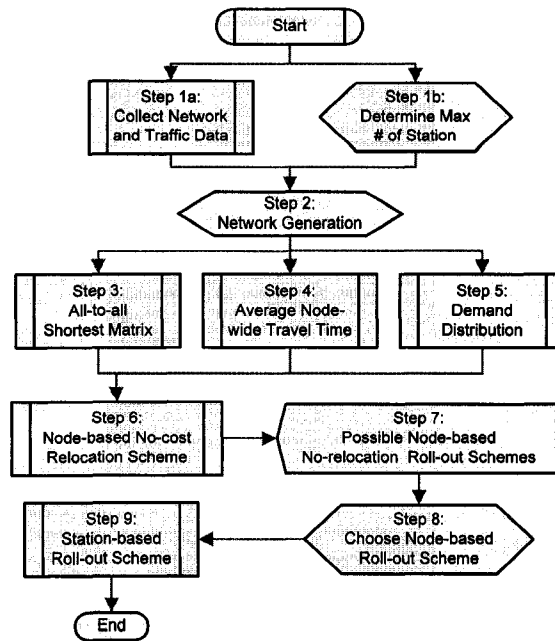 Start
Step 1a:
Collect Network
and Traffic Data
Step 1b:
Determine Max
# of Station
Step 2:
Network Generation
Step 3:
All-to-all
Shortest Matrix
Step 4:
Average Node-
wide Travel Time
Step 5:
Demand
Distribution
Step 6:
Node-based No-cost
Relocation Scheme
Step 7:
Possible Node-based
No-relocation Roll-out Schemes
Step 8:
Choose Node-based
Roll-out Scheme
Step 9:
Station-based
Roll-out Scheme
End